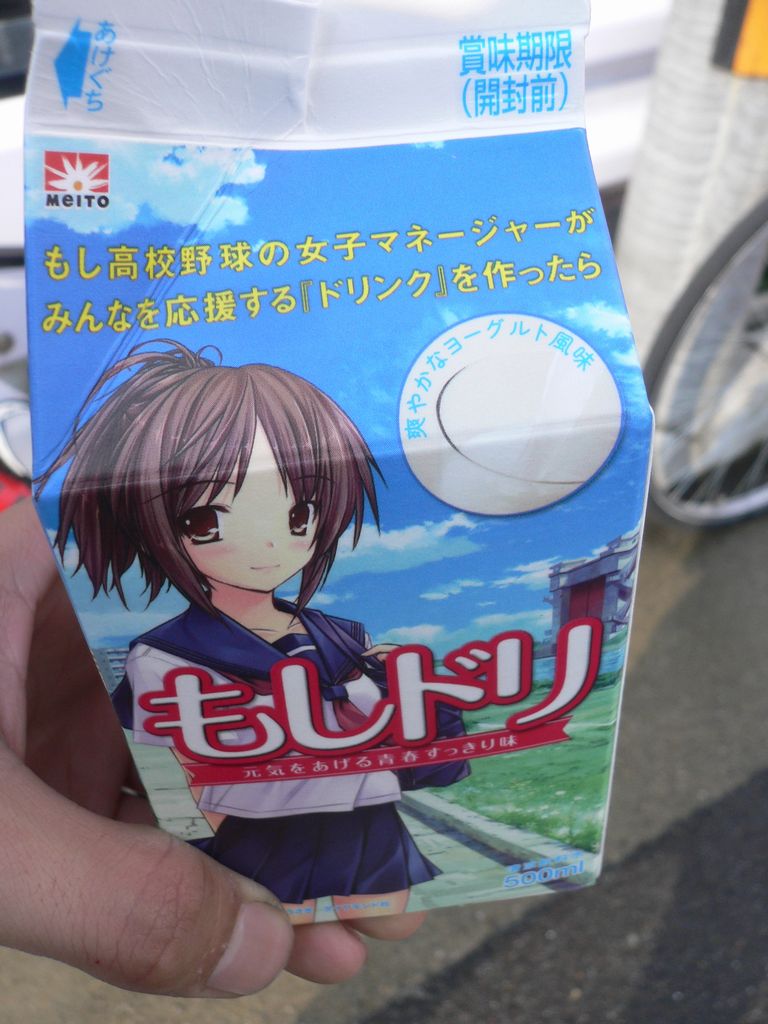 あけぐち
賞味期限
(開封前)
MeiTO
もし高校野球の女子マネージャーが
みんなを応援する『ドリンク』を作ったら
爽やかなヨーグルト風味
もしドリ
元気をあげる青春すっきり味
500ml